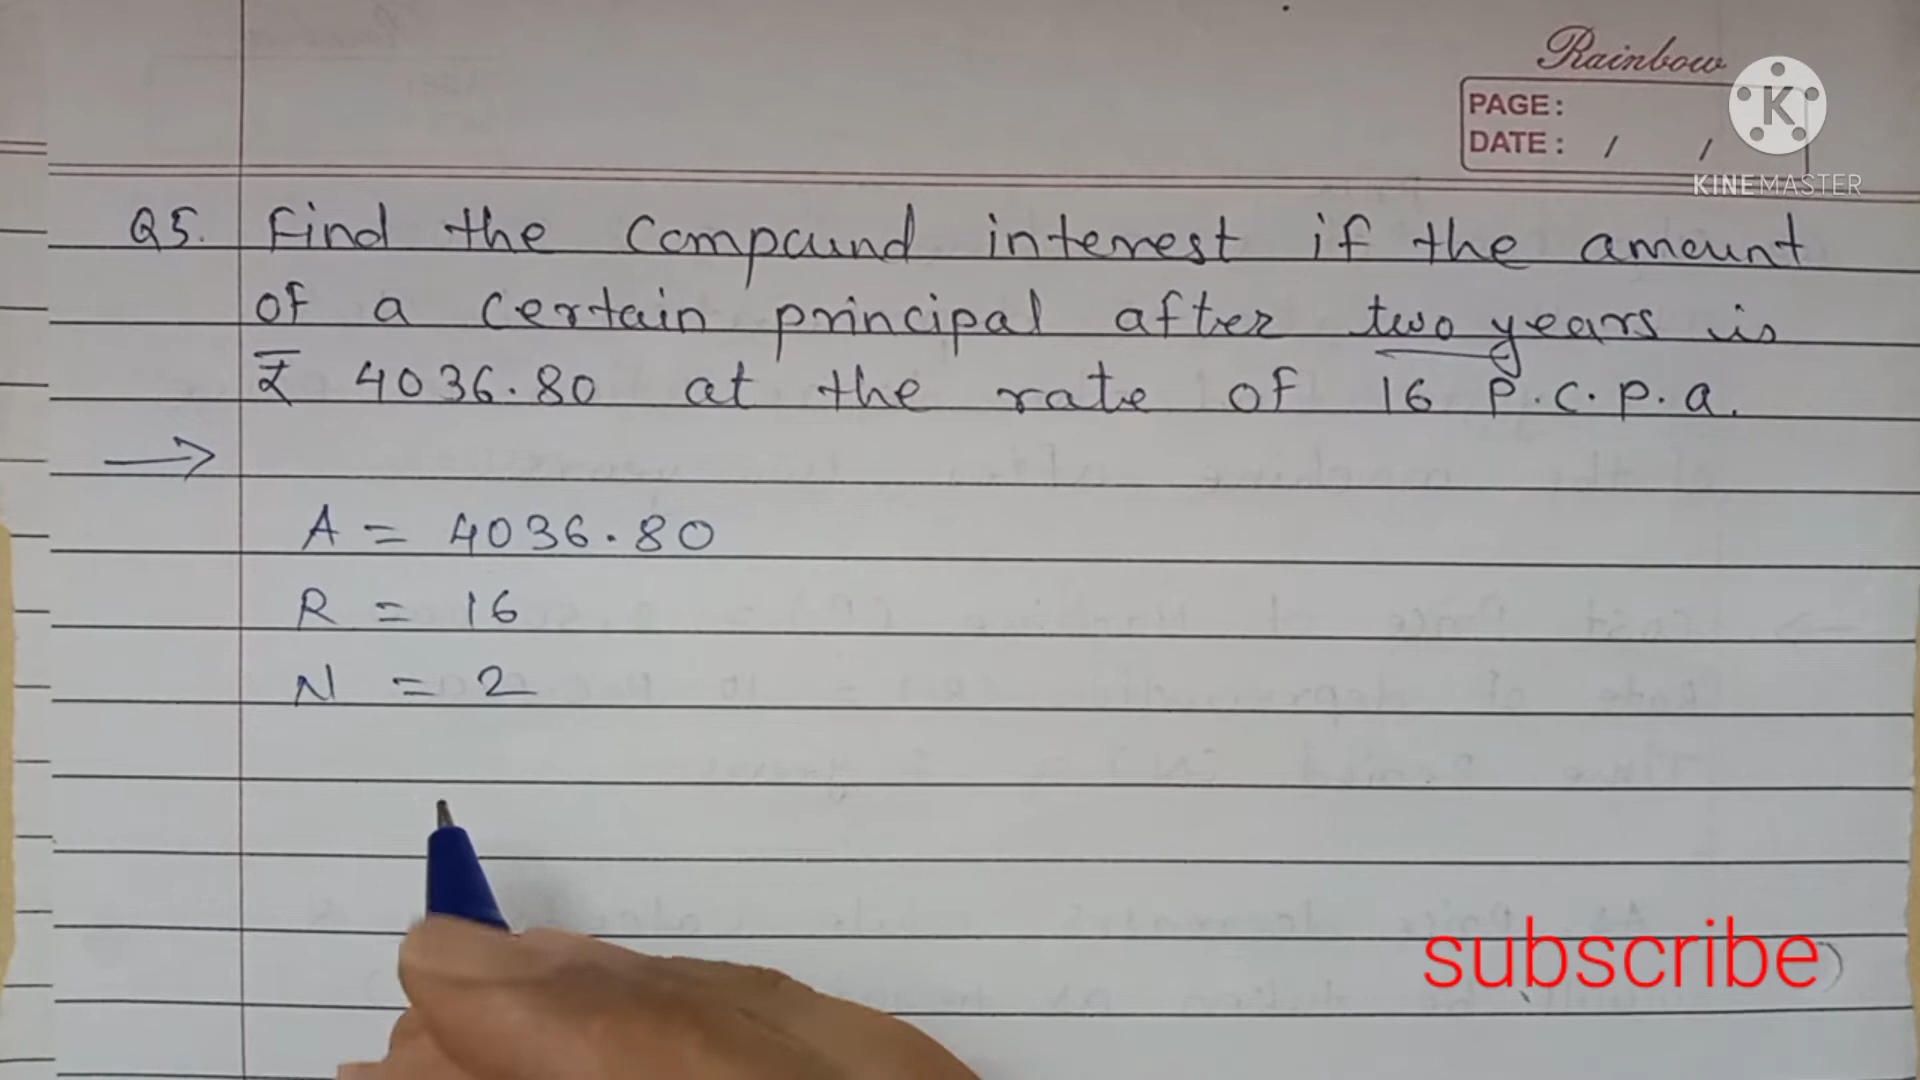 Rainbow
PAGE:
DATE: / /
KINEMASTER
Q5. Find the Compound interest if the amount
of a certain principal after two years is
₹ 4036.80 at the rate of 16 p.c.p.a.
A = 4036.80
R = 16
N = 2
subscribe